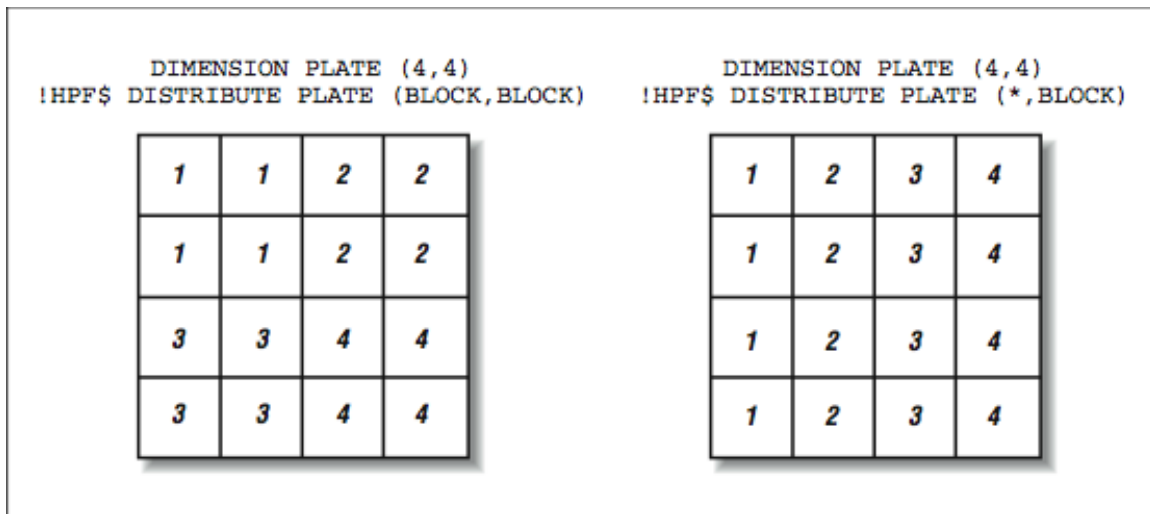 DIMENSION PLATE (4,4)
!HPF$ DISTRIBUTE PLATE (BLOCK,BLOCK)
1 1 2 2
1 1 2 2
3 3 4 4
3 3 4 4
DIMENSION PLATE (4,4)
!HPF$ DISTRIBUTE PLATE (*,BLOCK)
1 2 3 4
1 2 3 4
1 2 3 4
1 2 3 4